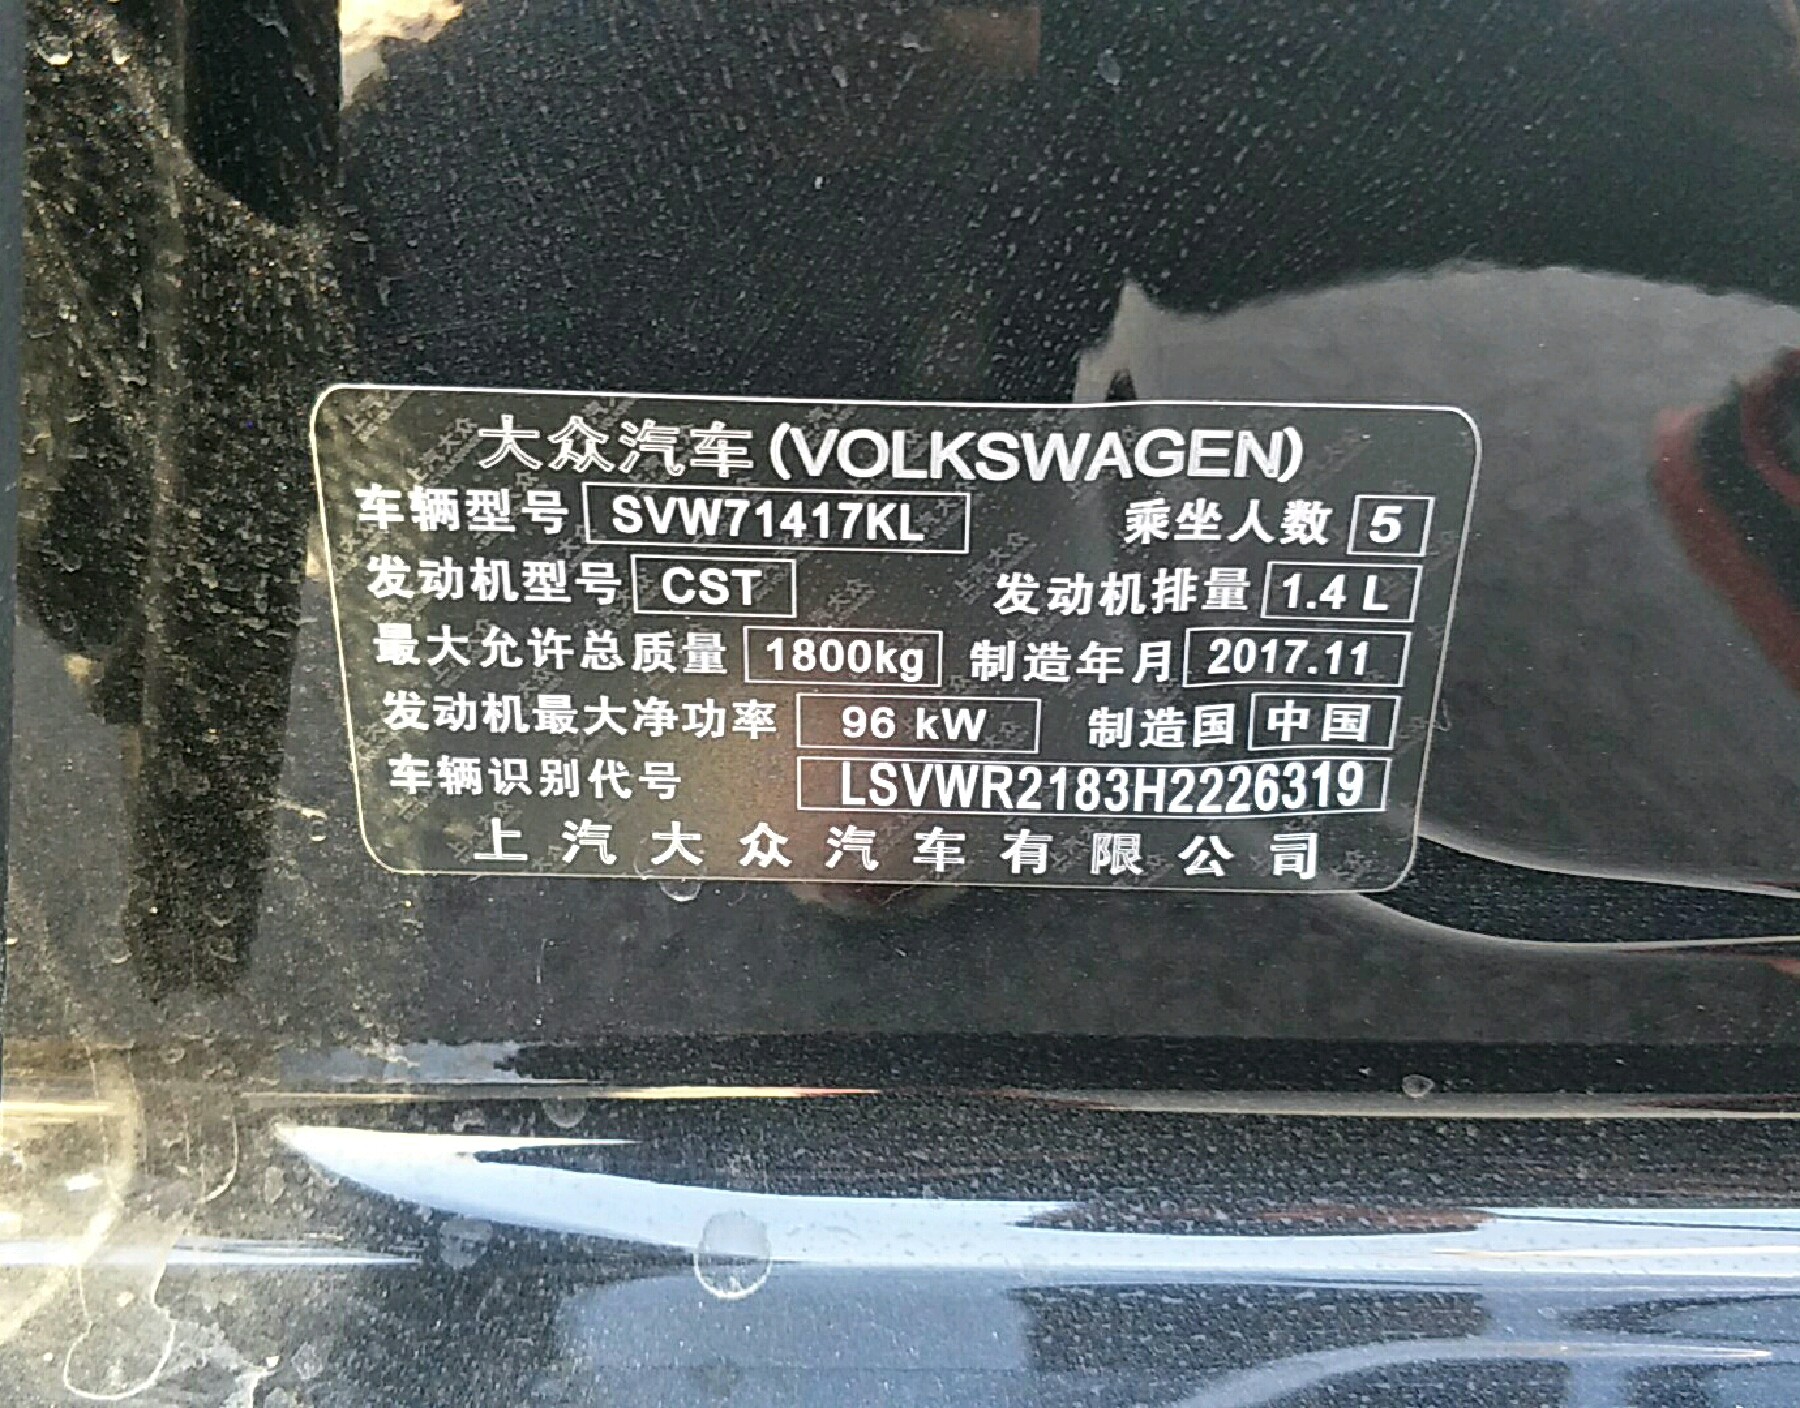 大众汽车(VOLKSWAGEN)
车辆型号 SVW71417KL 乘坐人数 5
发动机型号 CST 发动机排量 1.4 L
最大允许总质量 1800kg 制造年月 2017.11
发动机最大净功率 96 kW 制造国 中国
车辆识别代号 LSVWR2183H2226319
上汽大众汽车有限公司